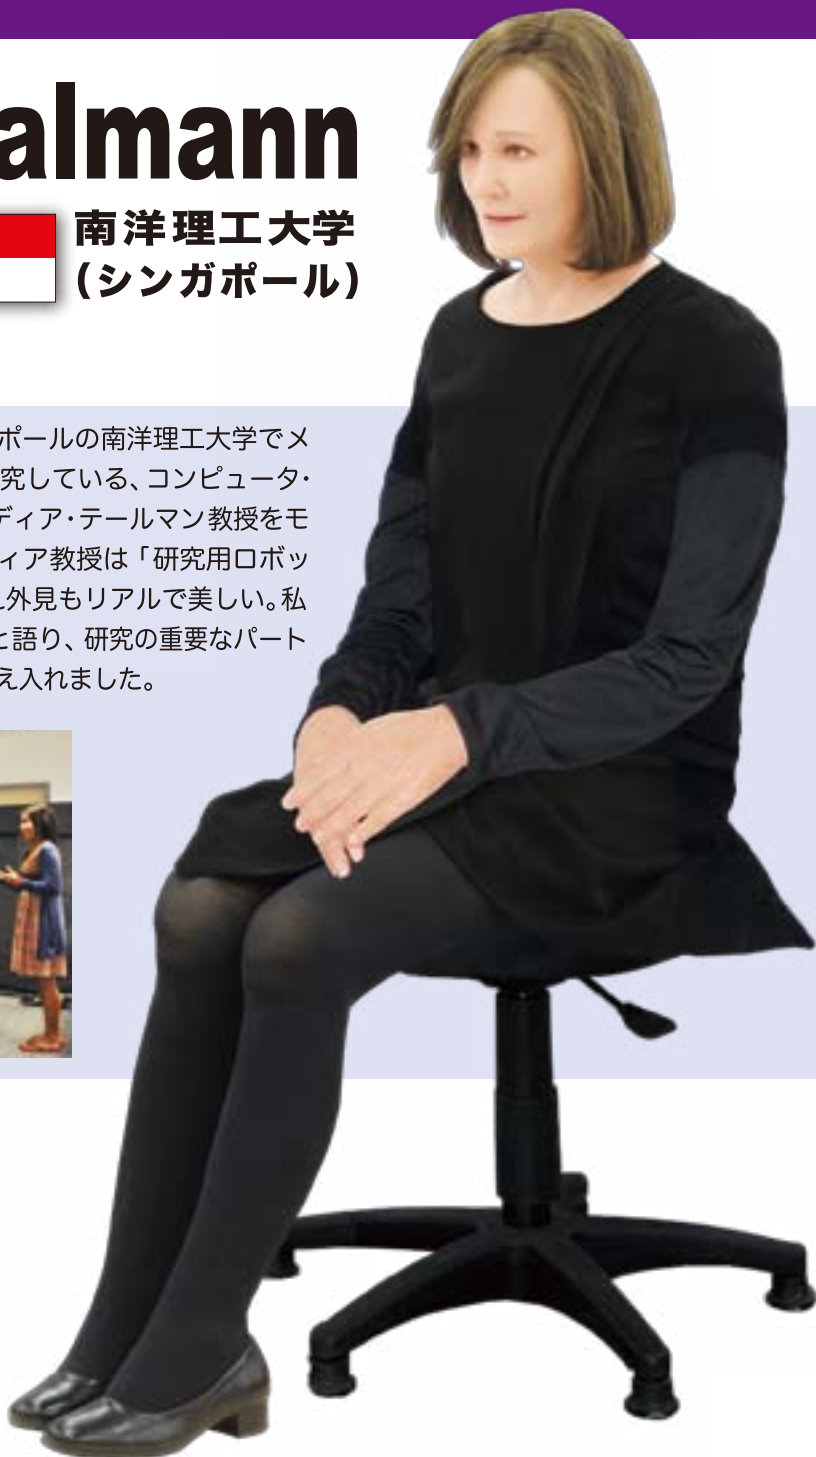 almann
南洋理工大学
(シンガポール)
ポールの南洋理工大学でメ
究している、コンピュータ・
ディア・テールマン教授をモ
ィア教授は「研究用ロボッ
外見もリアルで美しい。私
と語り、研究の重要なパート
え入れました。